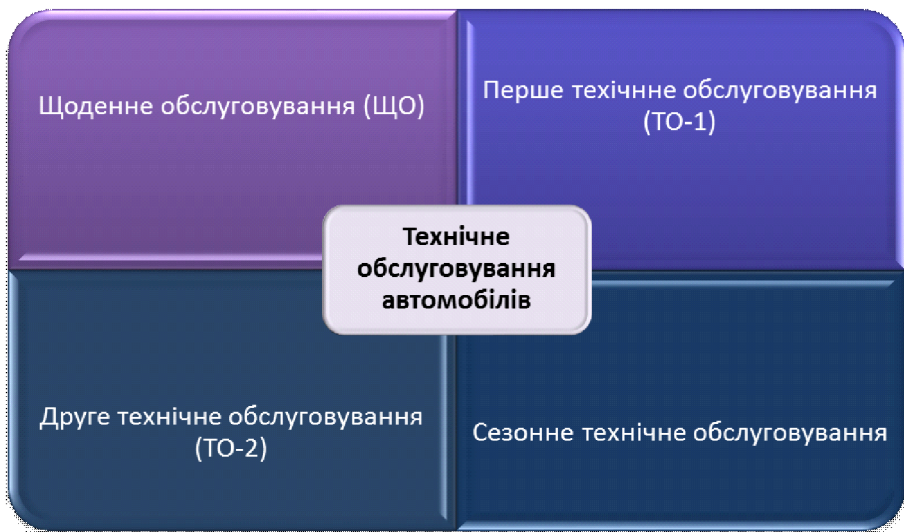 Щоденне обслуговування (ЩО)
Перше техічнне обслуговування
(ТО-1)
Технічне
обслуговування
автомобілів
Друге технічне обслуговування
(ТО-2)
Сезонне технічне обслуговування